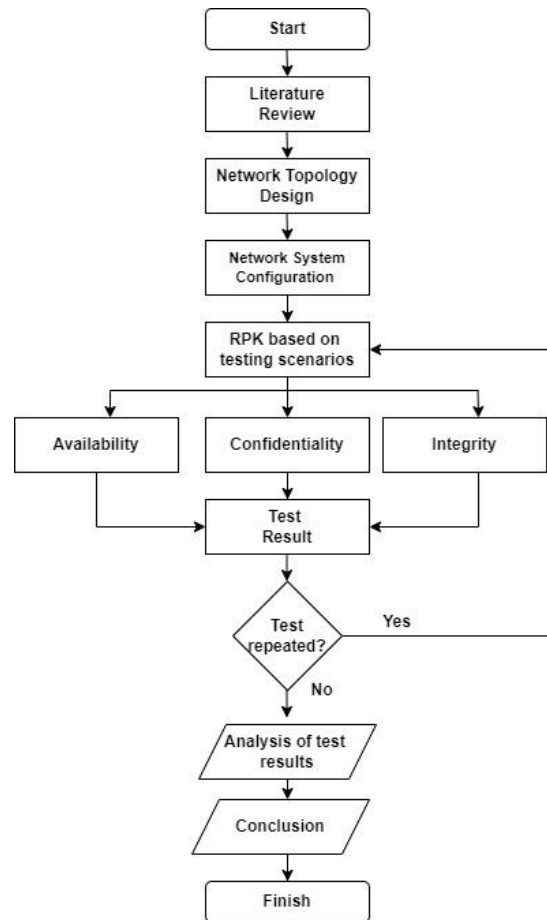 Start
Literature
Review
Network Topology
Design
Network System
Configuration
RPK based on
testing scenarios
Availability
Confidentiality
Integrity
Test
Result
Test
repeated?
Yes
No
Analysis of test
results
Conclusion
Finish